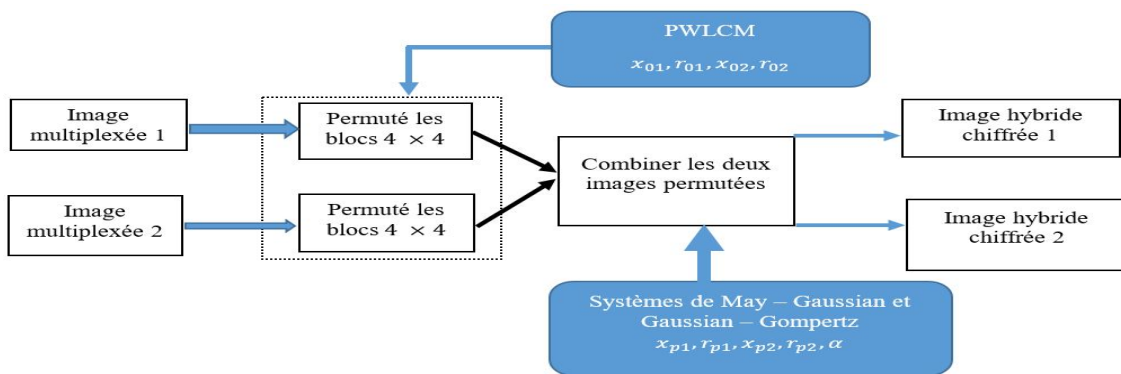 PWLCM
x₀₁, r₀₁, x₀₂, r₀₂
Image
multiplexée 1
Permuté les
blocs 4 × 4
Image hybride
chiffrée 1
Combiner les deux
images permutées
Image
multiplexée 2
Permuté les
blocs 4 × 4
Image hybride
chiffrée 2
Systèmes de May – Gaussian et
Gaussian – Gompertz
xₚ₁, rₚ₁, xₚ₂, rₚ₂, α